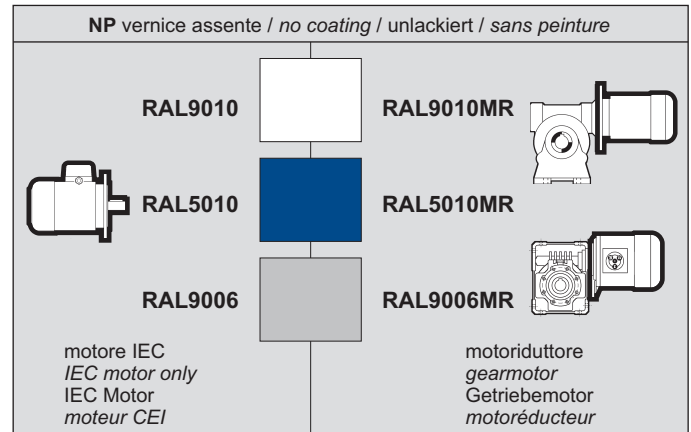 NP vernice assente / no coating / unlackiert / sans peinture
RAL9010
RAL9010MR
RAL5010
RAL5010MR
RAL9006
RAL9006MR
motore IEC
IEC motor only
IEC Motor
moteur CEI
motoriduttore
gearmotor
Getriebemotor
motoréducteur